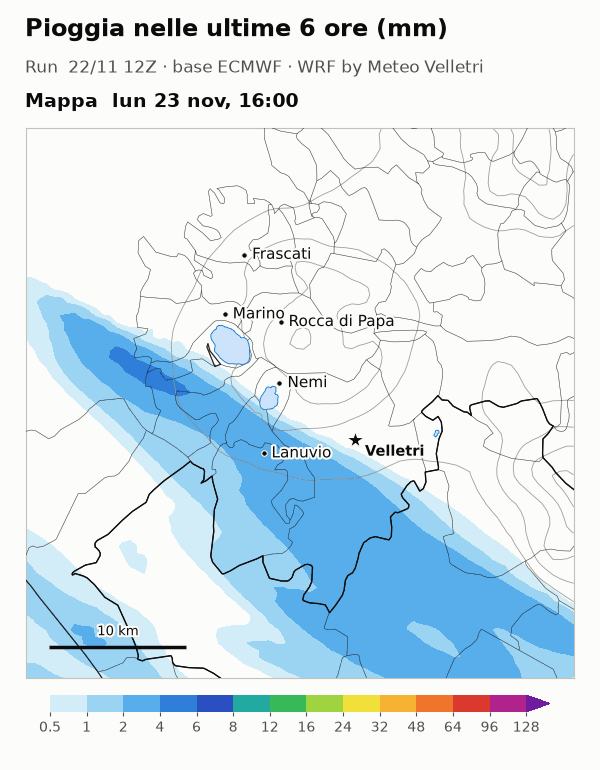 Pioggia nelle ultime 6 ore (mm)
Run  22/11 12Z · base ECMWF · WRF by Meteo Velletri
Mappa  lun 23 nov, 16:00
Frascati
Marino
Rocca di Papa
Nemi
Velletri
Lanuvio
10 km
0.5 1 2 4 6 8 12 16 24 32 48 64 96 128